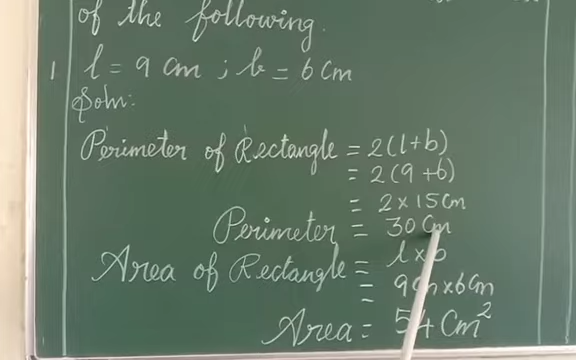 of the following.
1 l = 9 cm ; b = 6 cm
Soln:
Perimeter of Rectangle = 2(l+b)
= 2(9+6)
= 2×15cm
Perimeter = 30 cm
Area of Rectangle = l×b
= 9cm×6cm
Area = 54 cm²